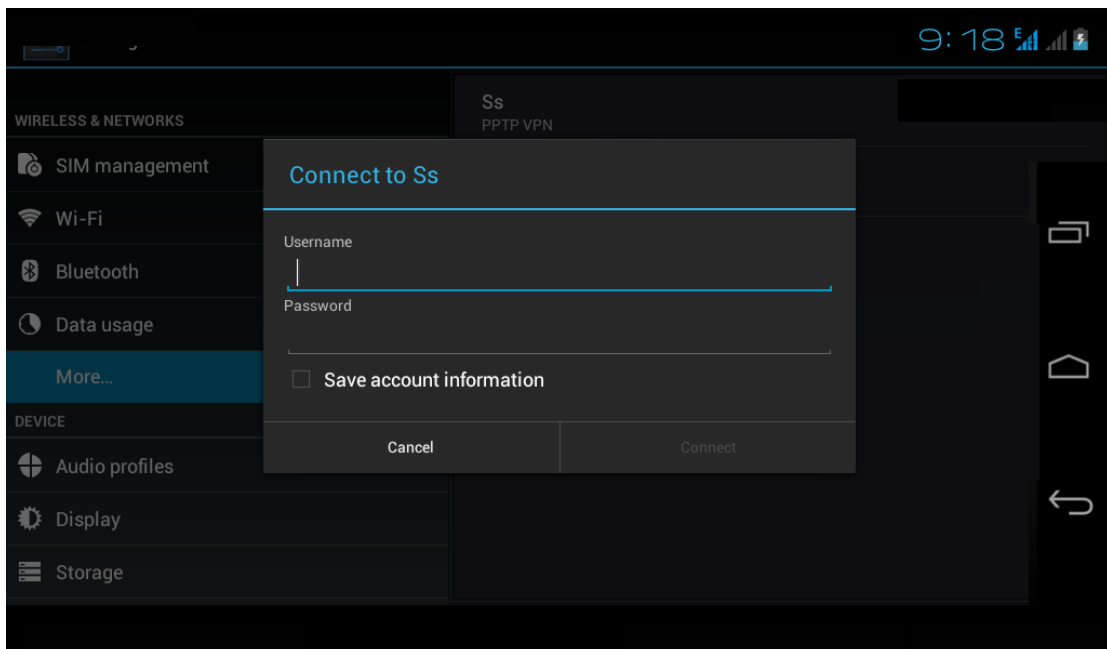 9:18 E
WIRELESS & NETWORKS
Ss
PPTP VPN
SIM management
Connect to Ss
Wi-Fi
Username
Bluetooth
Password
Data usage
More...
Save account information
DEVICE
Cancel
Connect
Audio profiles
Display
Storage